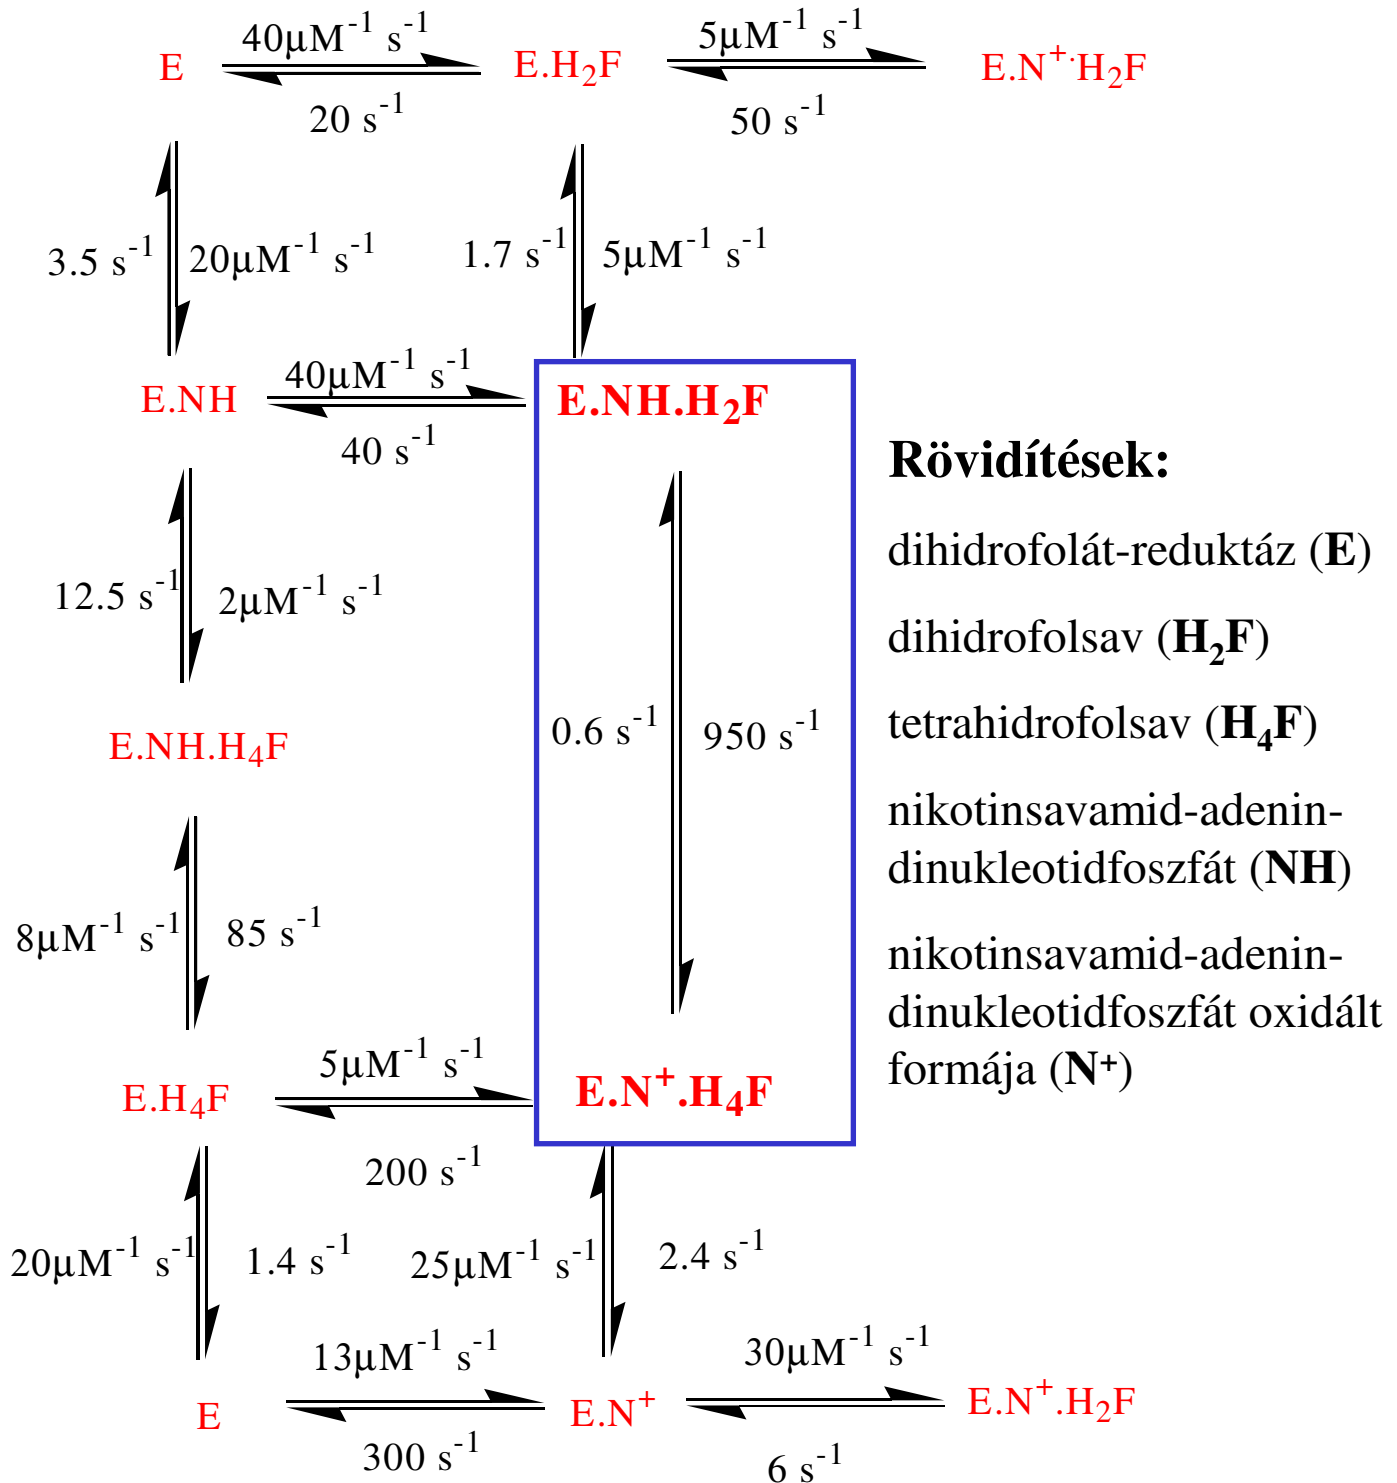 40μM⁻¹ s⁻¹
5μM⁻¹ s⁻¹
E
E.H₂F
E.N⁺·H₂F
20 s⁻¹
50 s⁻¹
3.5 s⁻¹
20μM⁻¹ s⁻¹
1.7 s⁻¹
5μM⁻¹ s⁻¹
40μM⁻¹ s⁻¹
E.NH
E.NH.H₂F
40 s⁻¹
Rövidítések:
dihidrofolát-reduktáz (E)
dihidrofolsav (H₂F)
tetrahidrofolsav (H₄F)
nikotinsavamid-adenin-
dinukleotidfoszfát (NH)
nikotinsavamid-adenin-
dinukleotidfoszfát oxidált
formája (N⁺)
12.5 s⁻¹
2μM⁻¹ s⁻¹
E.NH.H₄F
0.6 s⁻¹
950 s⁻¹
8μM⁻¹ s⁻¹
85 s⁻¹
5μM⁻¹ s⁻¹
E.H₄F
E.N⁺.H₄F
200 s⁻¹
20μM⁻¹ s⁻¹
1.4 s⁻¹
25μM⁻¹ s⁻¹
2.4 s⁻¹
13μM⁻¹ s⁻¹
30μM⁻¹ s⁻¹
E
E.N⁺
E.N⁺.H₂F
300 s⁻¹
6 s⁻¹